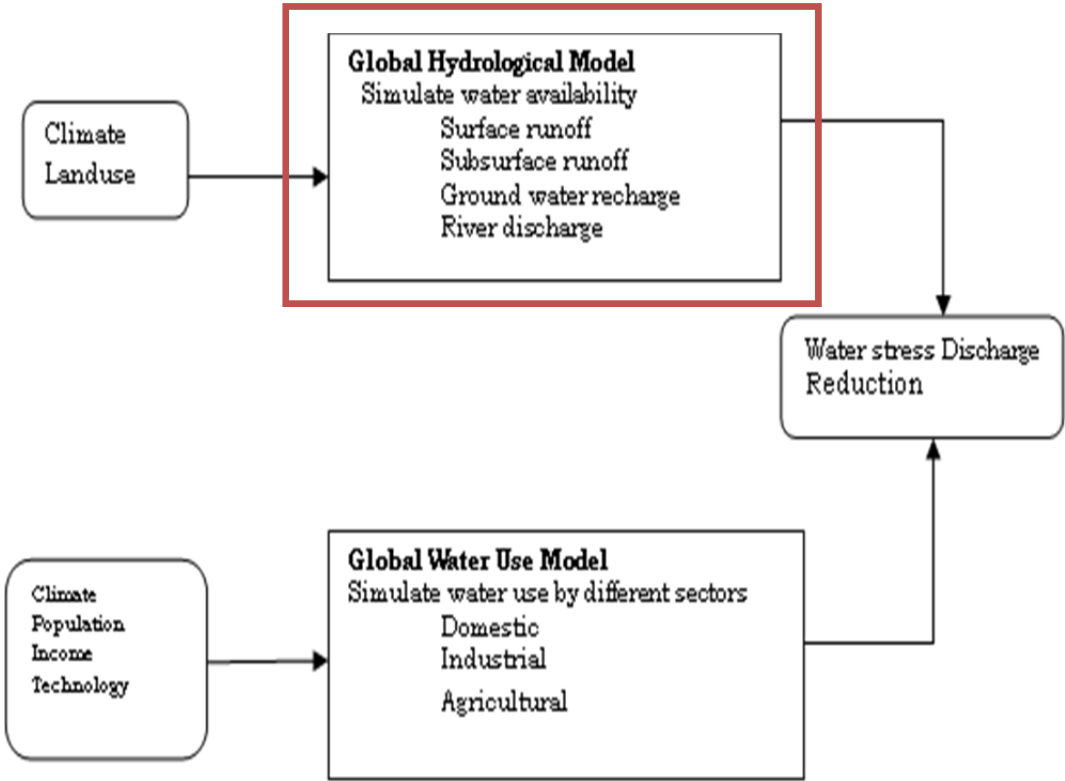 Climate
Landuse
Global Hydrological Model
Simulate water availability
Surface runoff
Subsurface runoff
Ground water recharge
River discharge
Water stress Discharge
Reduction
Climate
Population
Income
Technology
Global Water Use Model
Simulate water use by different sectors
Domestic
Industrial
Agricultural